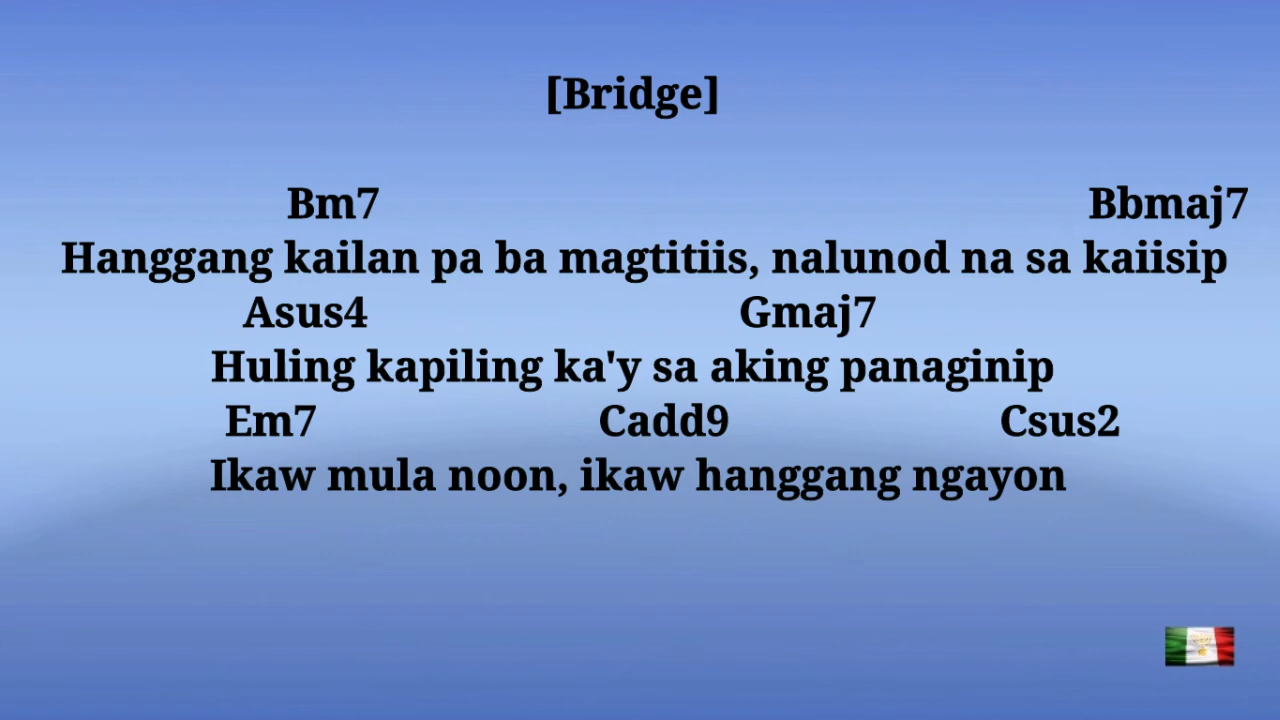 [Bridge]
Bm7 Bbmaj7
Hanggang kailan pa ba magtitiis, nalunod na sa kaiisip
Asus4 Gmaj7
Huling kapiling ka'y sa aking panaginip
Em7 Cadd9 Csus2
Ikaw mula noon, ikaw hanggang ngayon